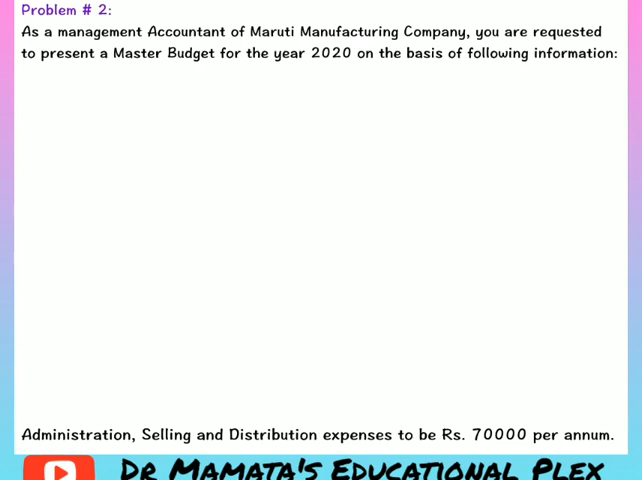 Problem # 2:
As a management Accountant of Maruti Manufacturing Company, you are requested
to present a Master Budget for the year 2020 on the basis of following information:
Administration, Selling and Distribution expenses to be Rs. 70000 per annum.
DR MAMATA'S EDUCATIONAL PLEX